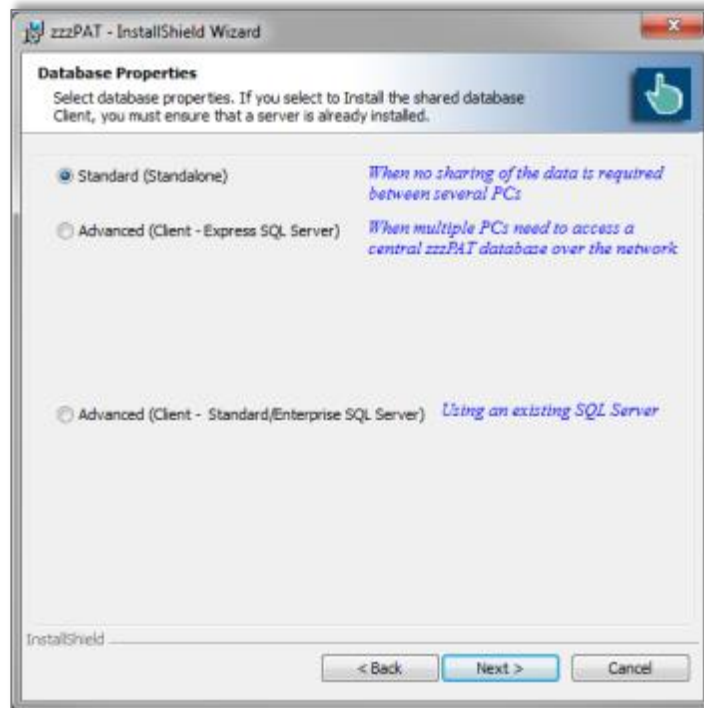 zzzPAT - InstallShield Wizard
Database Properties
Select database properties. If you select to Install the shared database
Client, you must ensure that a server is already installed.
Standard (Standalone)
When no sharing of the data is required
between several PCs
Advanced (Client - Express SQL Server)
When multiple PCs need to access a
central zzzPAT database over the network
Advanced (Client - Standard/Enterprise SQL Server)
Using an existing SQL Server
InstallShield
< Back
Next >
Cancel